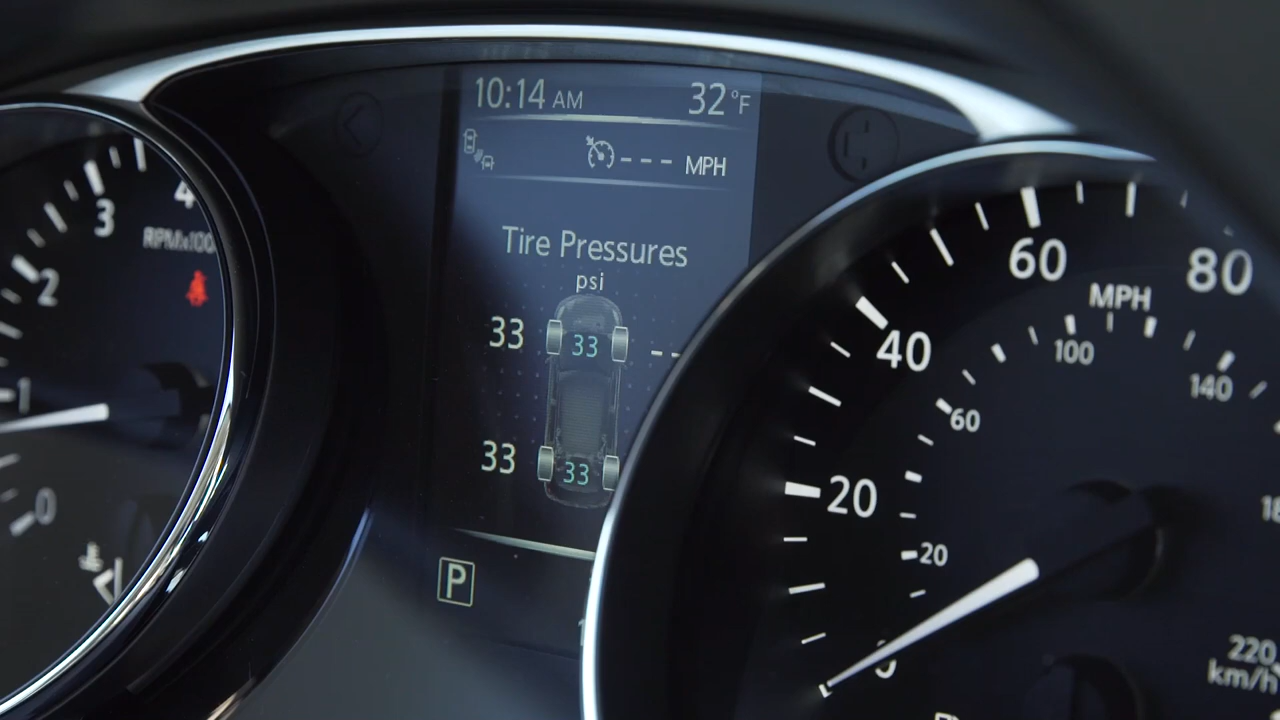 10:14 AM 32°F
--- MPH
Tire Pressures
psi
33 33 --
33 33
P
4
3
RPMx100
2
1
0
60
80
MPH
40
100
140
60
20
20
220
km/h